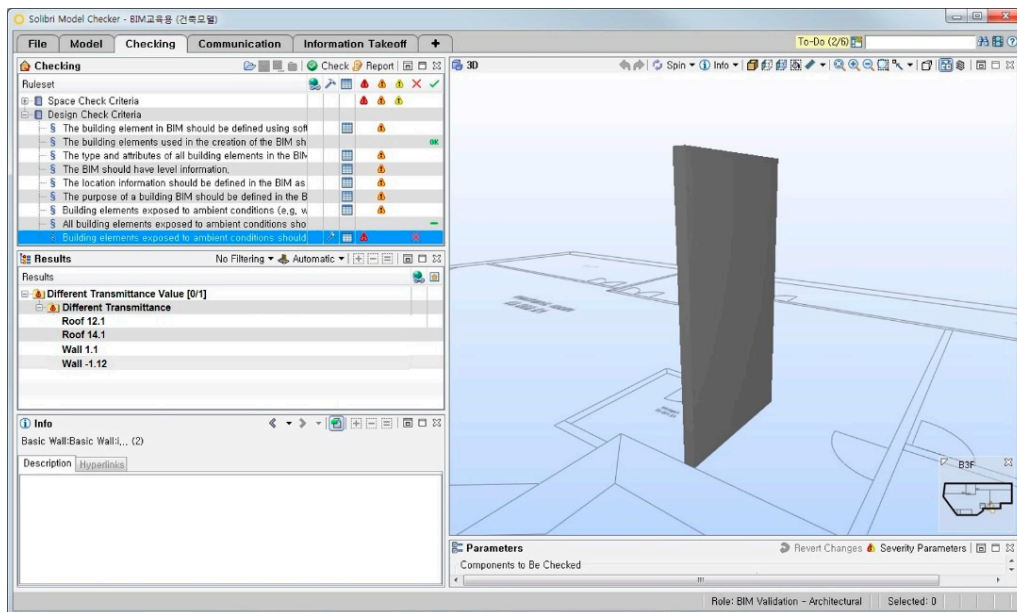 Solibri Model Checker - BIM교육용 (건축모델)
File Model Checking Communication Information Takeoff +
To-Do (2/6)
Checking
Check Report
Ruleset
Space Check Criteria
Design Check Criteria
§ The building element in BIM should be defined using soft
§ The building elements used in the creation of the BIM sh
OK
§ The type and attributes of all building elements in the BIM
§ The BIM should have level information.
§ The location information should be defined in the BIM as
§ The purpose of a building BIM should be defined in the B
§ Building elements exposed to ambient conditions (e.g, w
§ All building elements exposed to ambient conditions sho
Building elements exposed to ambient conditions should
Results
No Filtering Automatic
Results
Different Transmittance Value [0/1]
Different Transmittance
Roof 12.1
Roof 14.1
Wall 1.1
Wall -1.12
Info
Basic Wall:Basic Wall:i,,, (2)
Description Hyperlinks
3D
Spin Info
B3F
Parameters
Revert Changes Severity Parameters
Components to Be Checked
Role: BIM Validation - Architectural Selected: 0